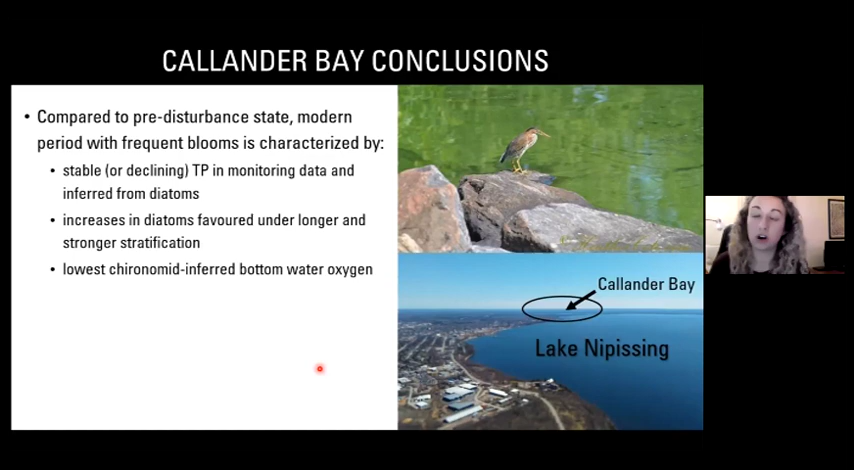 CALLANDER BAY CONCLUSIONS
• Compared to pre-disturbance state, modern
period with frequent blooms is characterized by:
• stable (or declining) TP in monitoring data and
inferred from diatoms
• increases in diatoms favoured under longer and
stronger stratification
• lowest chironomid-inferred bottom water oxygen
Callander Bay
Lake Nipissing